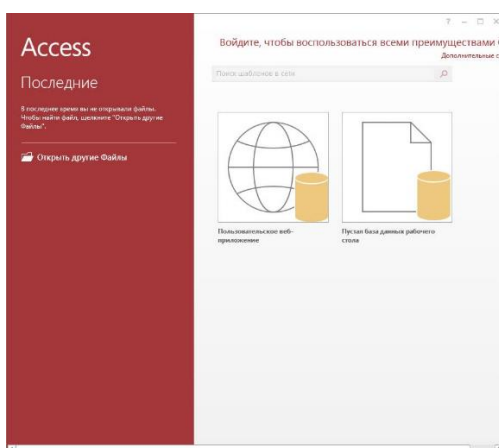 Access
Последние
В последнее время вы не открывали файлы.
Чтобы найти файл, щелкните "Открыть другие
Файлы".
Открыть другие Файлы
? – □ ✕
Войдите, чтобы воспользоваться всеми преимуществами
Дополнительные с
Поиск шаблонов в сети
Пользовательское веб-
приложение
Пустая база данных рабочего
стола